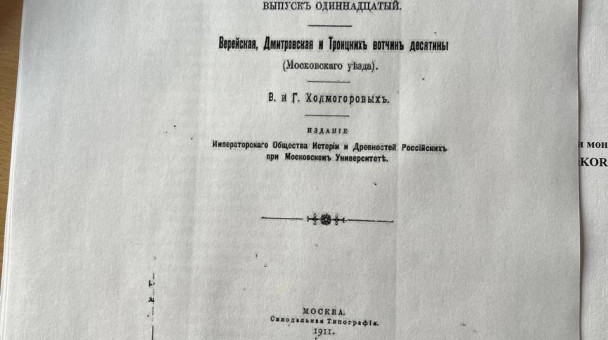 ВЫПУСКЪ ОДИННАДЦАТЫЙ.
Верейская, Дмитровская и Троицкихъ вотчинъ десятины
(Московскаго уѣзда).
В. и Г. Холмогоровыхъ.
ИЗДАНІЕ
Императорскаго Общества Исторіи и Древностей Россійскихъ
при Московскомъ Университетѣ.
МОСКВА.
Синодальная Типографія.
1911.
и мон
KOR